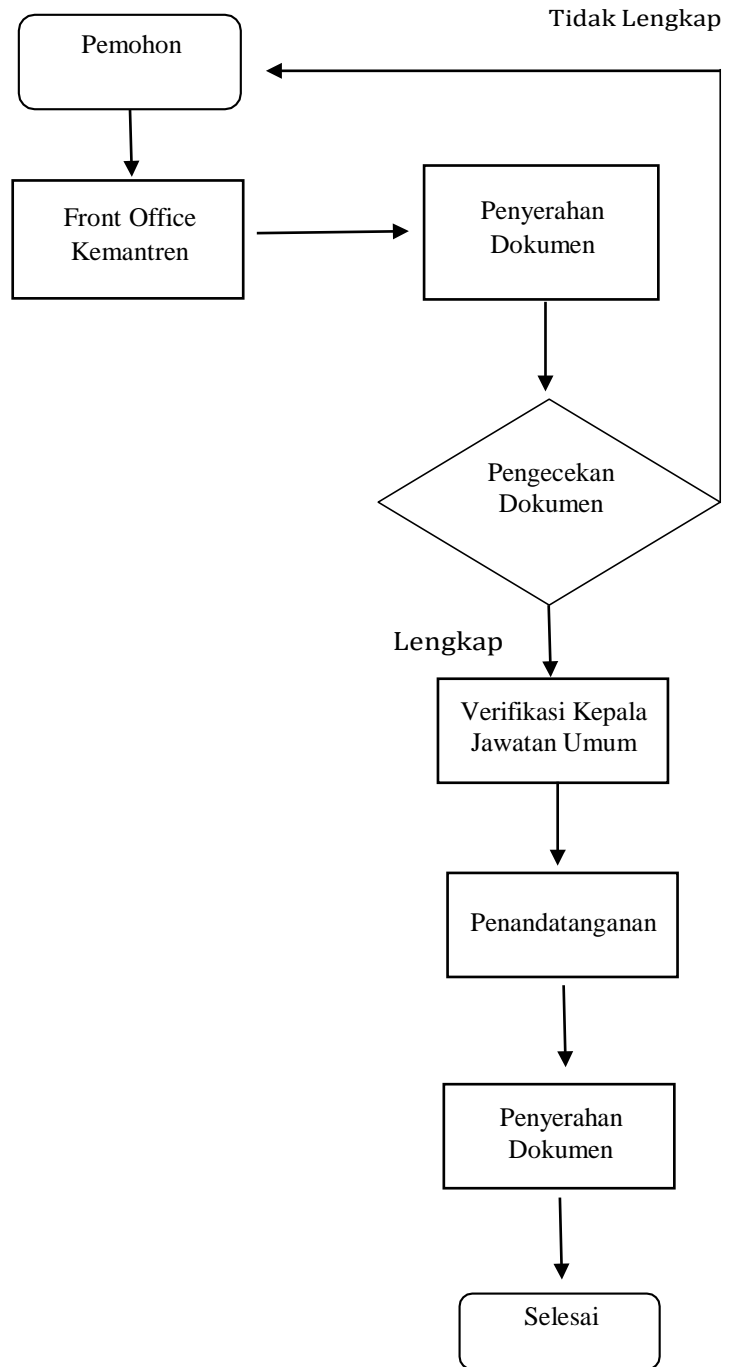 Tidak Lengkap
Pemohon
Front Office
Kemantren
Penyerahan
Dokumen
Pengecekan
Dokumen
Lengkap
Verifikasi Kepala
Jawatan Umum
Penandatanganan
Penyerahan
Dokumen
Selesai